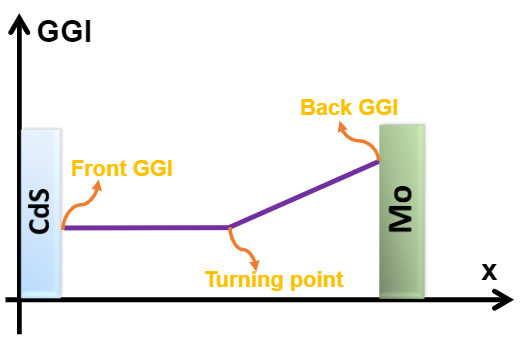 GGI
Back GGI
Front GGI
CdS
Mo
Turning point
x